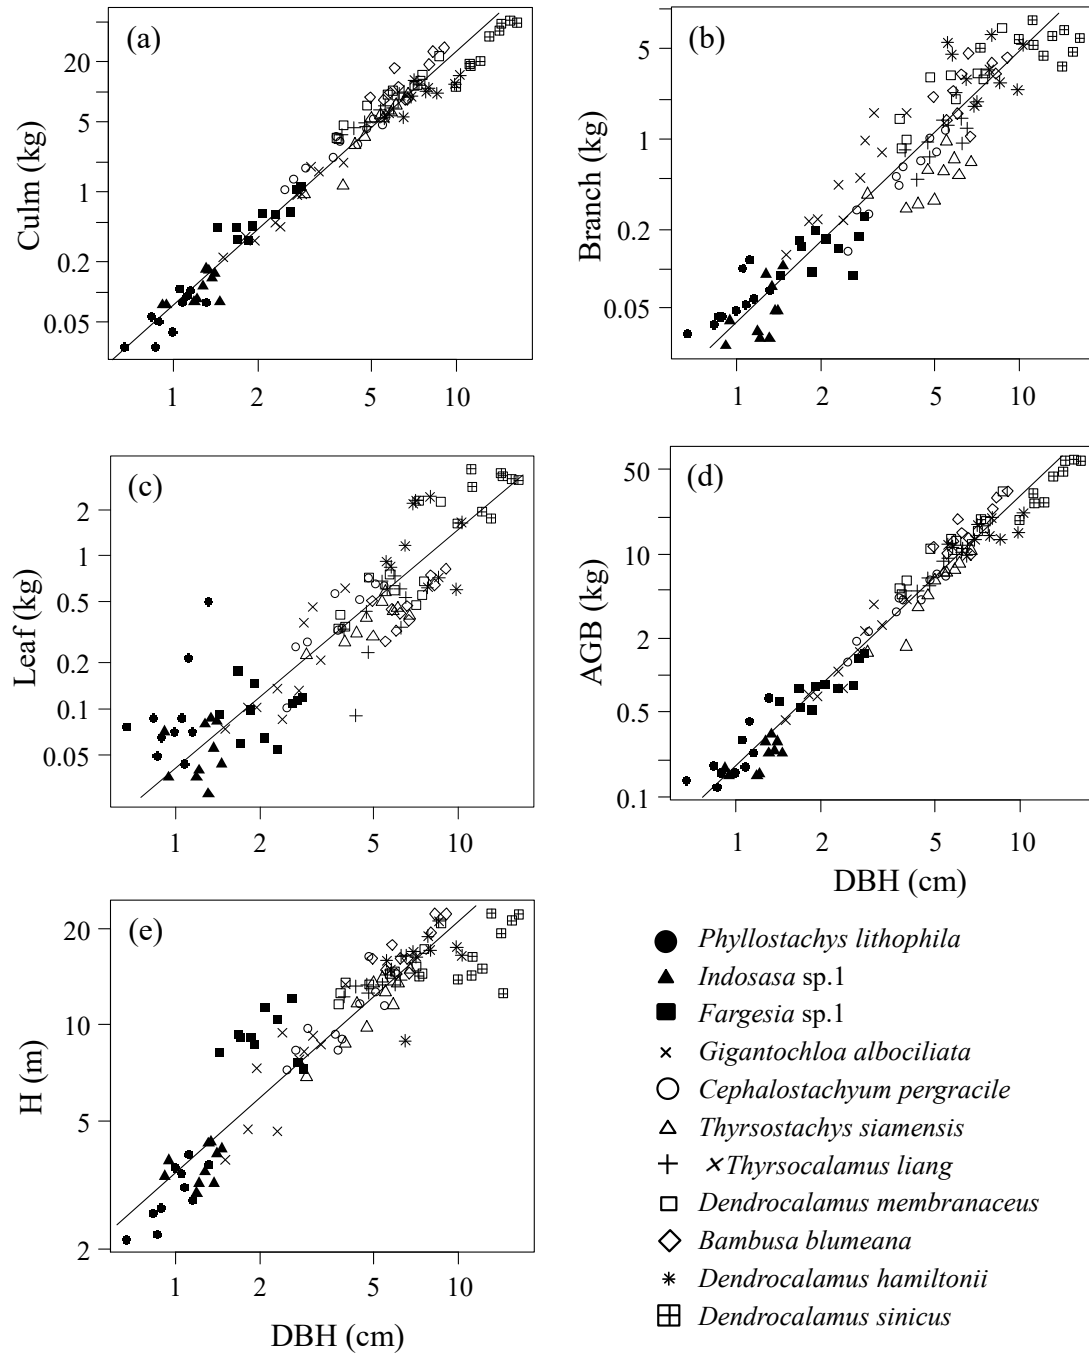 (a)
20
5
1
0.2
0.05
Culm (kg)
1 2 5 10
(b)
5
1
0.2
0.05
Branch (kg)
1 2 5 10
(c)
2
1
0.5
0.2
0.1
0.05
Leaf (kg)
1 2 5 10
(d)
50
10
2
0.5
0.1
AGB (kg)
1 2 5 10
DBH (cm)
(e)
20
10
5
2
H (m)
1 2 5 10
DBH (cm)
Phyllostachys lithophila
Indosasa sp.1
Fargesia sp.1
Gigantochloa albociliata
Cephalostachyum pergracile
Thyrsostachys siamensis
×Thyrsocalamus liang
Dendrocalamus membranaceus
Bambusa blumeana
Dendrocalamus hamiltonii
Dendrocalamus sinicus